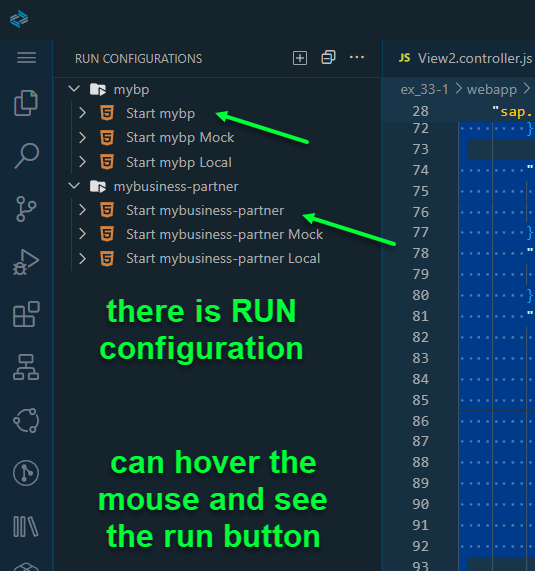 RUN CONFIGURATIONS
mybp
Start mybp
Start mybp Mock
Start mybp Local
mybusiness-partner
Start mybusiness-partner
Start mybusiness-partner Mock
Start mybusiness-partner Local
there is RUN
configuration
can hover the
mouse and see
the run button
JS View2.controller.js
ex_33-1 > webapp >
28 "sap.
72 }
73
74 "
75
76
77 }
78 "
79
80 }
81 "
82
83
84
85
86
87
88
89
90
91
92
93